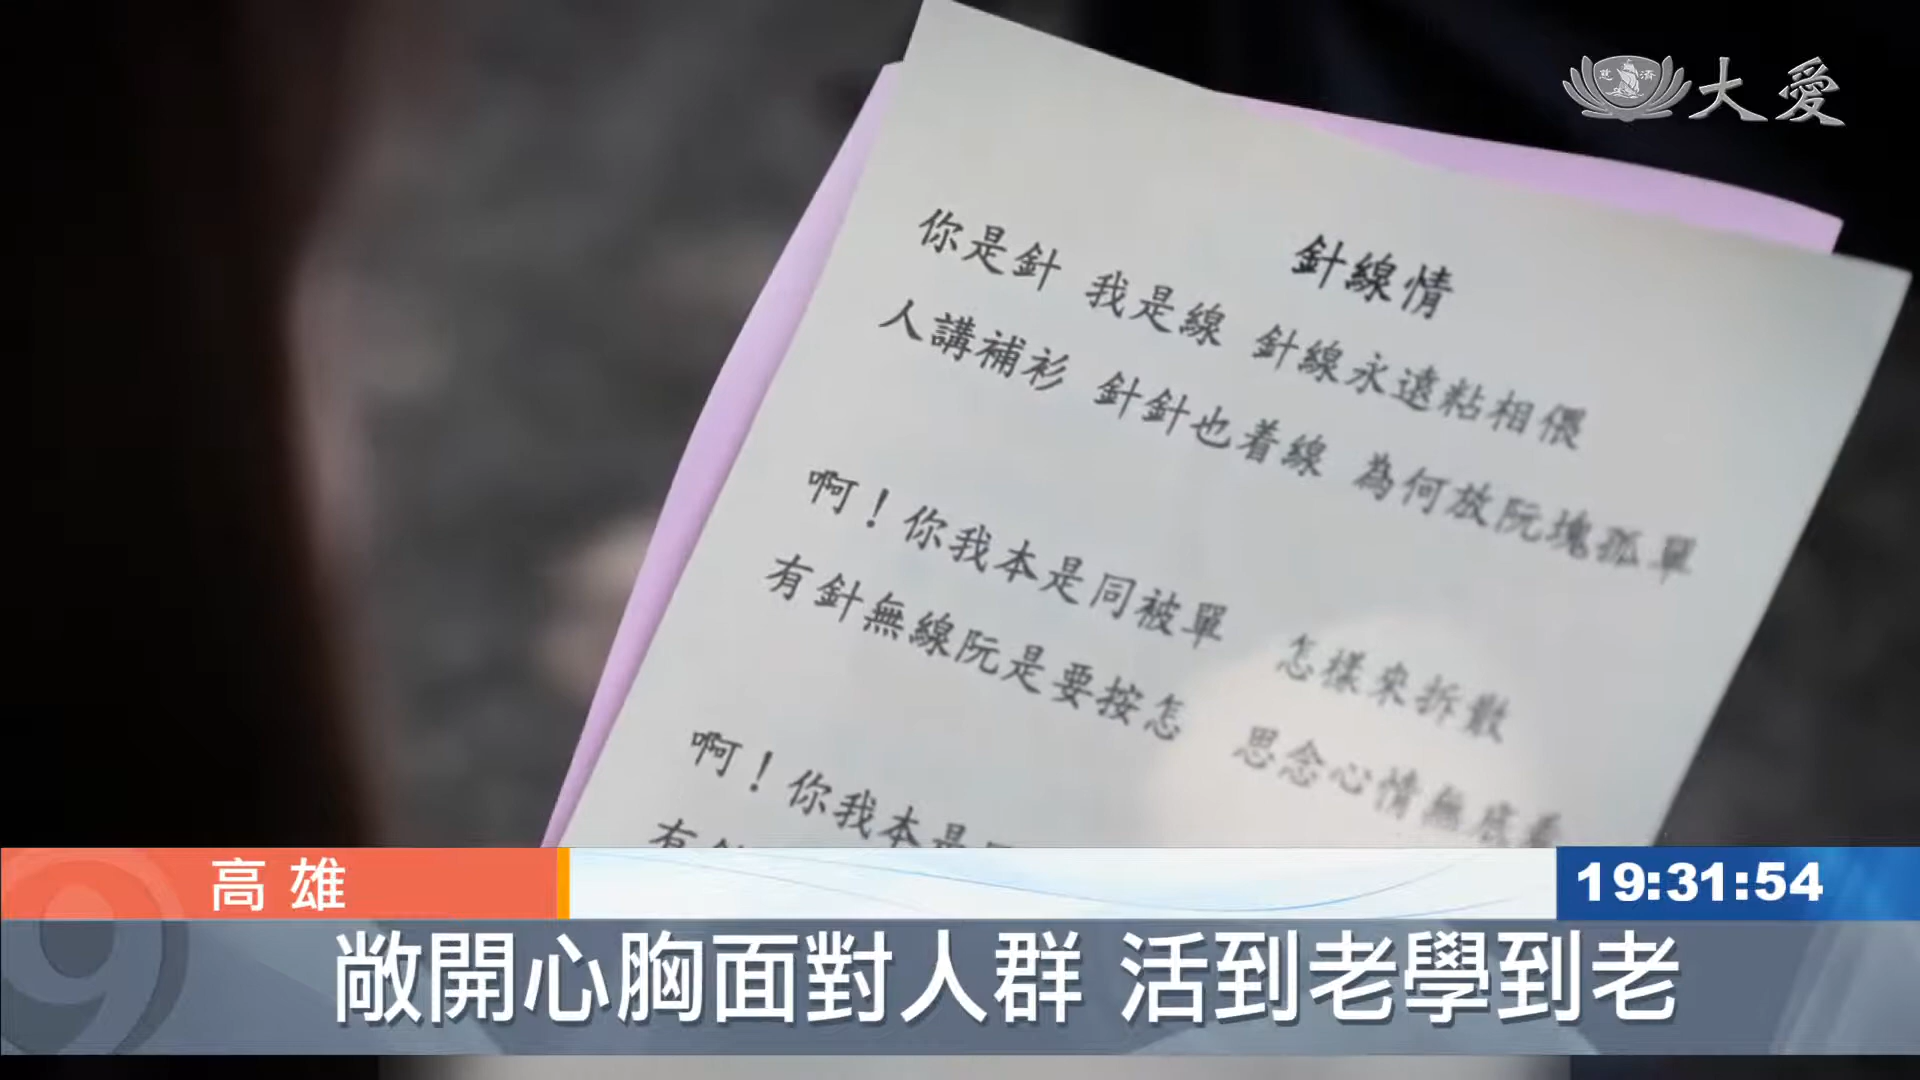 慈濟
大愛
針線情
你是針 我是線 針線永遠粘相偎
人講補衫 針針也着線 為何放阮塊孤單
啊！你我本是同被單 怎樣來拆散
有針無線阮是要按怎 思念心情無底看
啊！你我本是
高雄
19:31:54
敞開心胸面對人群 活到老學到老